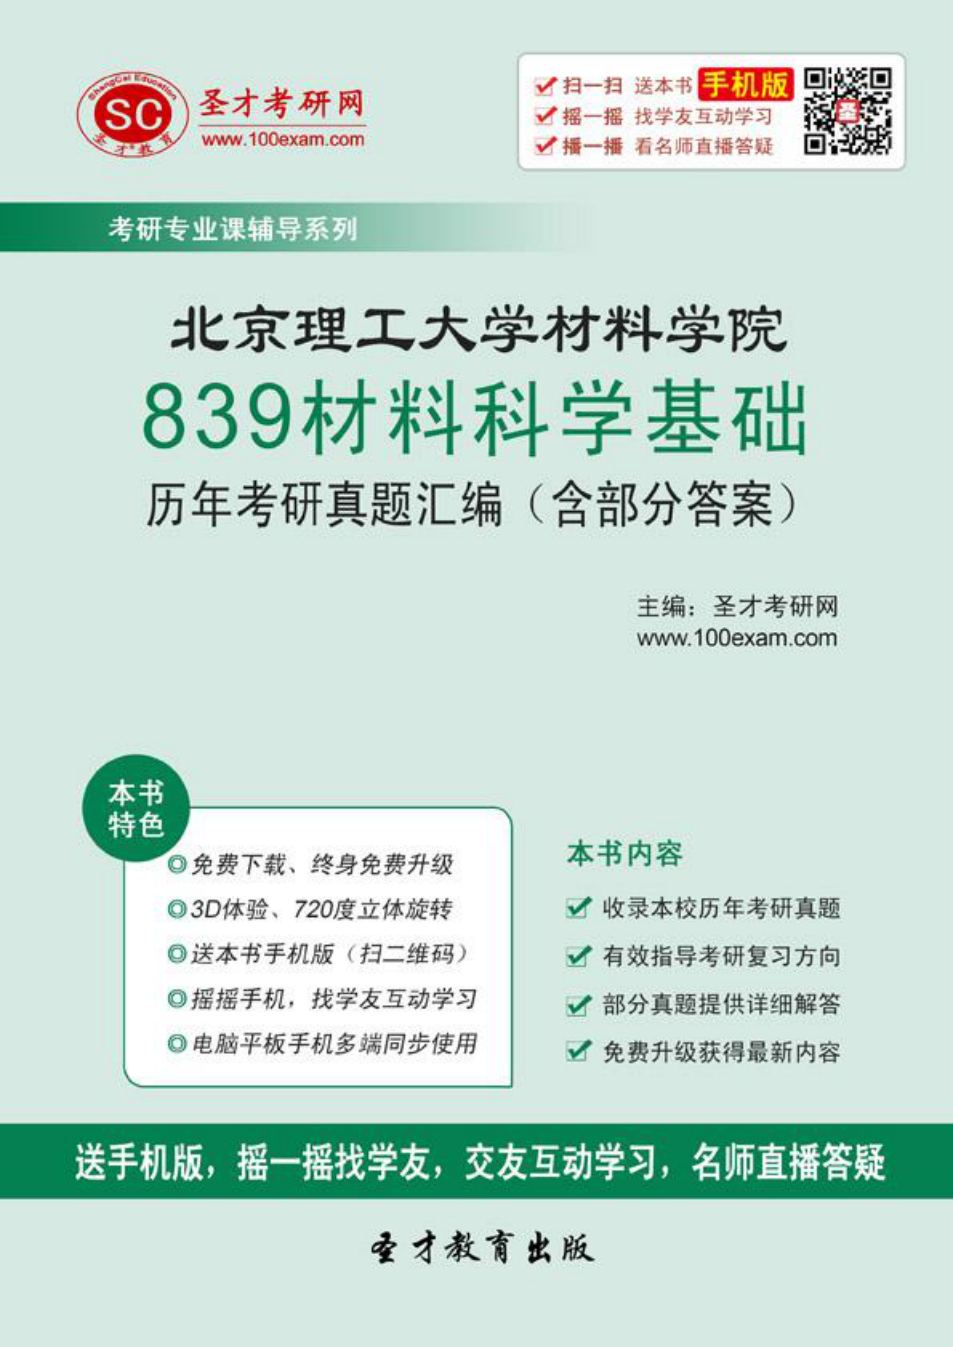 ShengCai Education
SC
圣才®教育
圣才考研网
www.100exam.com
扫一扫 送本书 手机版
摇一摇 找学友互动学习
播一播 看名师直播答疑
圣
考研专业课辅导系列
北京理工大学材料学院
839材料科学基础
历年考研真题汇编（含部分答案）
主编：圣才考研网
www.100exam.com
本书
特色
◎免费下载、终身免费升级
◎3D体验、720度立体旋转
◎送本书手机版（扫二维码）
◎摇摇手机，找学友互动学习
◎电脑平板手机多端同步使用
本书内容
收录本校历年考研真题
有效指导考研复习方向
部分真题提供详细解答
免费升级获得最新内容
送手机版，摇一摇找学友，交友互动学习，名师直播答疑
圣才教育出版